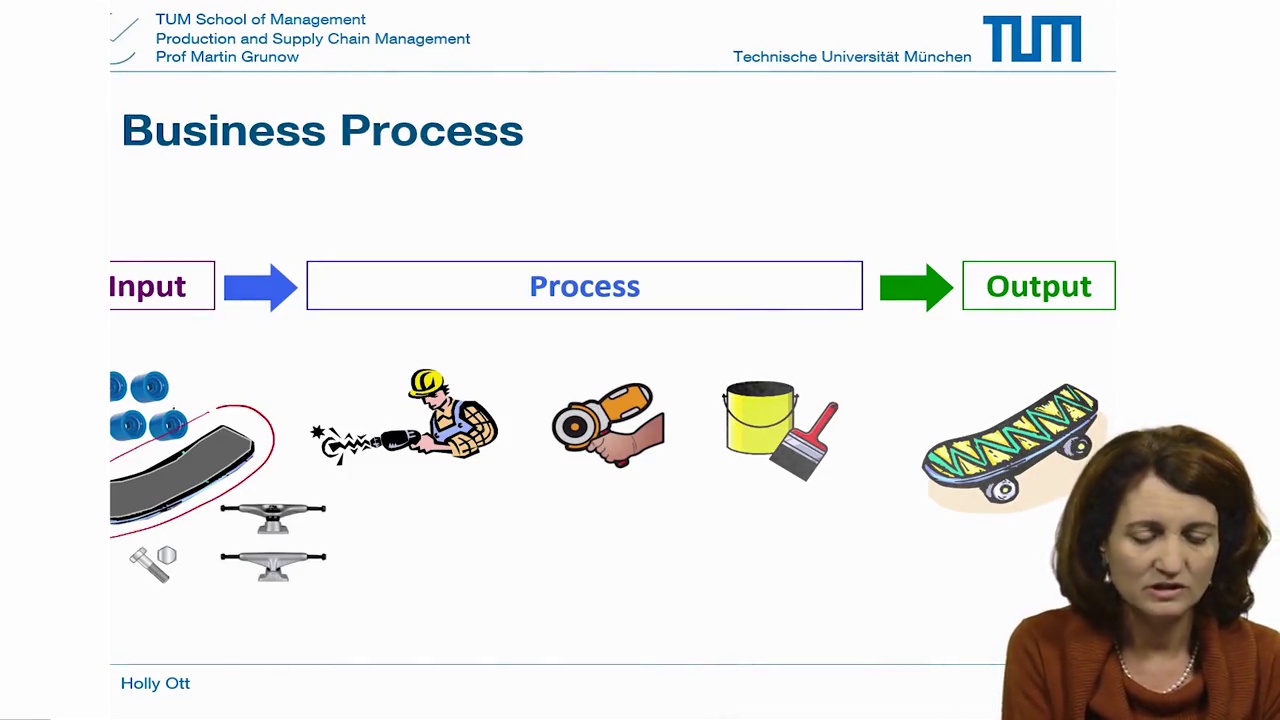 TUM School of Management
Production and Supply Chain Management
Prof Martin Grunow
Technische Universität München
TUM
Business Process
Input
Process
Output
Holly Ott